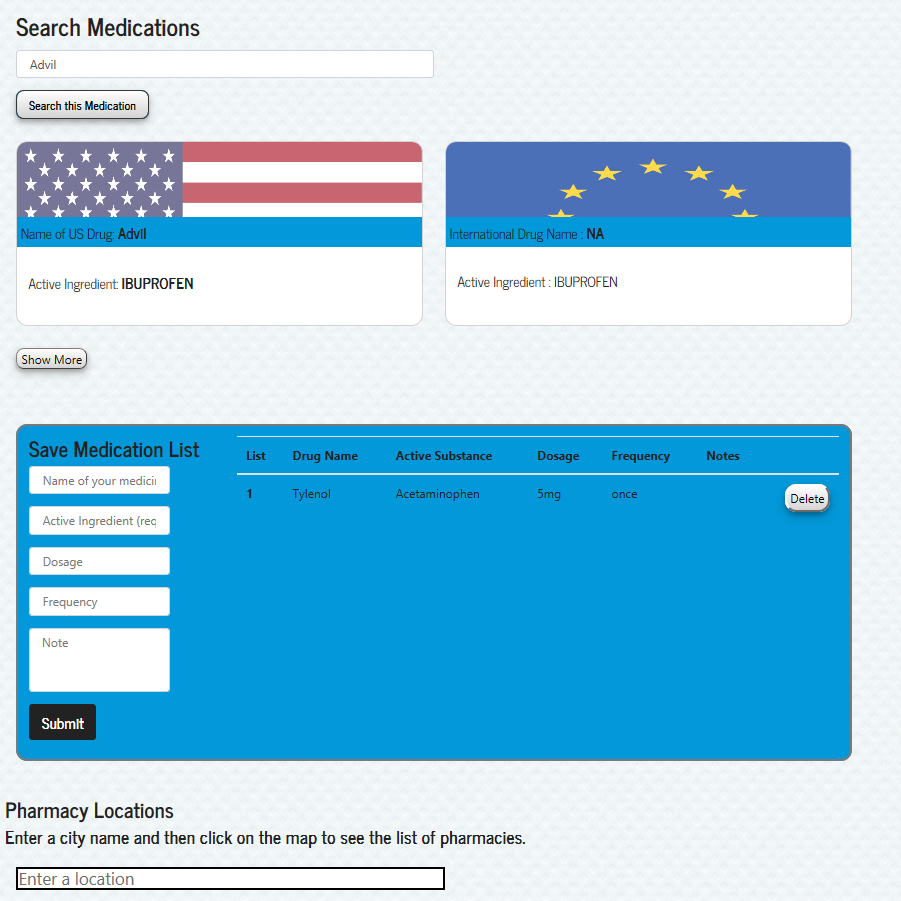 Search Medications
Advil
Search this Medication
Name of US Drug: Advil
Active Ingredient: IBUPROFEN
International Drug Name : NA
Active Ingredient : IBUPROFEN
Show More
Save Medication List
Name of your medicin
Active Ingredient (req
Dosage
Frequency
Note
Submit
List Drug Name Active Substance Dosage Frequency Notes
1 Tylenol Acetaminophen 5mg once Delete
Pharmacy Locations
Enter a city name and then click on the map to see the list of pharmacies.
Enter a location